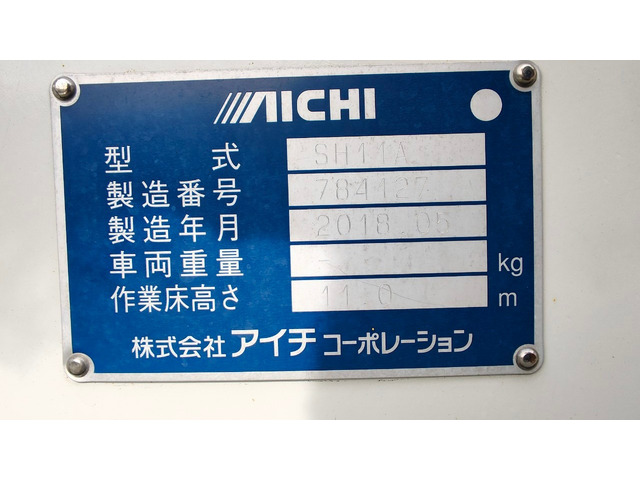 AICHI
型式 SH11A
製造番号 784127
製造年月 2018.05
車両重量 - kg
作業床高さ 11.0 m
株式会社アイチコーポレーション